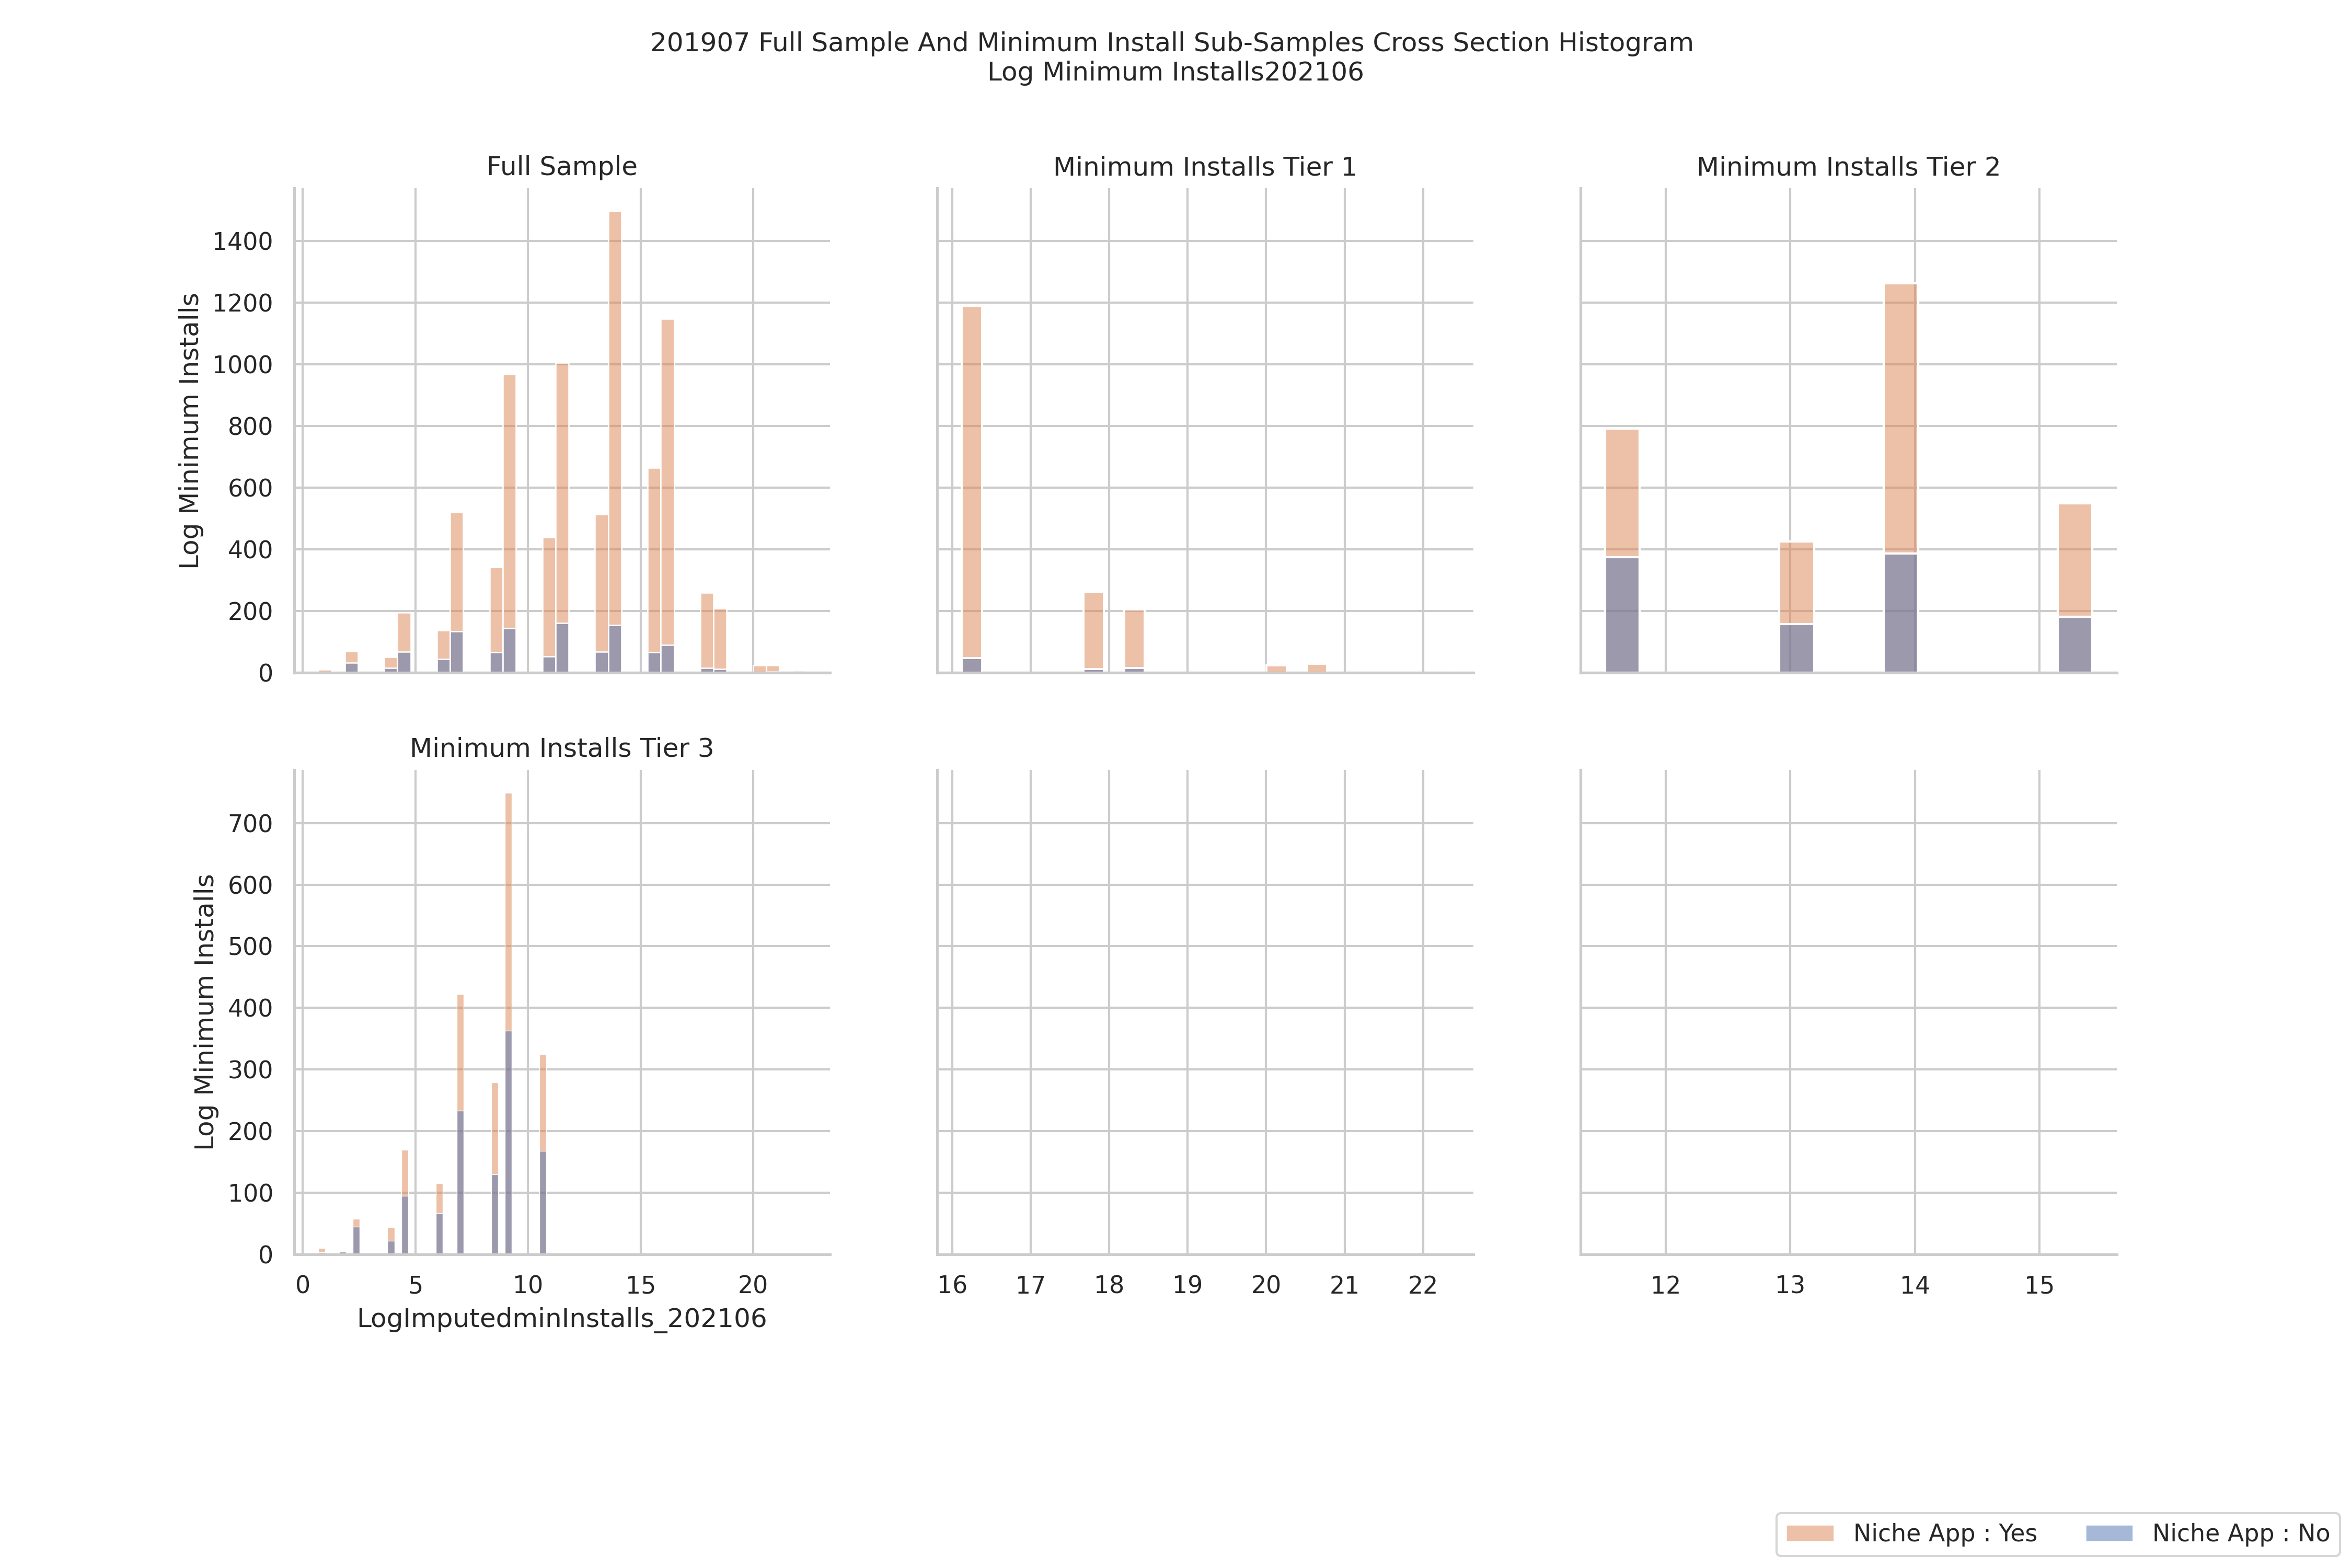 201907 Full Sample And Minimum Install Sub-Samples Cross Section Histogram
Log Minimum Installs202106
Full Sample
Minimum Installs Tier 1
Minimum Installs Tier 2
Log Minimum Installs
1400
1200
1000
800
600
400
200
0
Minimum Installs Tier 3
Log Minimum Installs
700
600
500
400
300
200
100
0
0 5 10 15 20
16 17 18 19 20 21 22
12 13 14 15
LogImputedminInstalls_202106
Niche App : Yes
Niche App : No